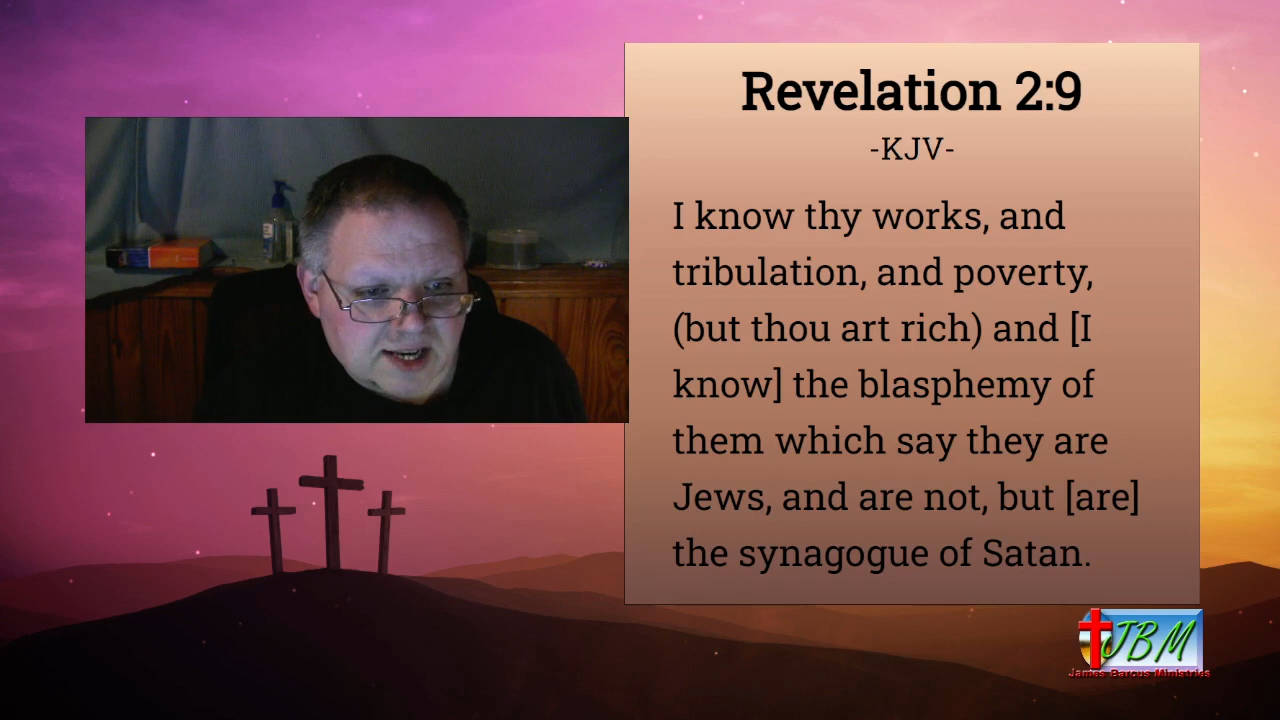 Revelation 2:9
-KJV-
I know thy works, and
tribulation, and poverty,
(but thou art rich) and [I
know] the blasphemy of
them which say they are
Jews, and are not, but [are]
the synagogue of Satan.
JBM
James Barous Ministries